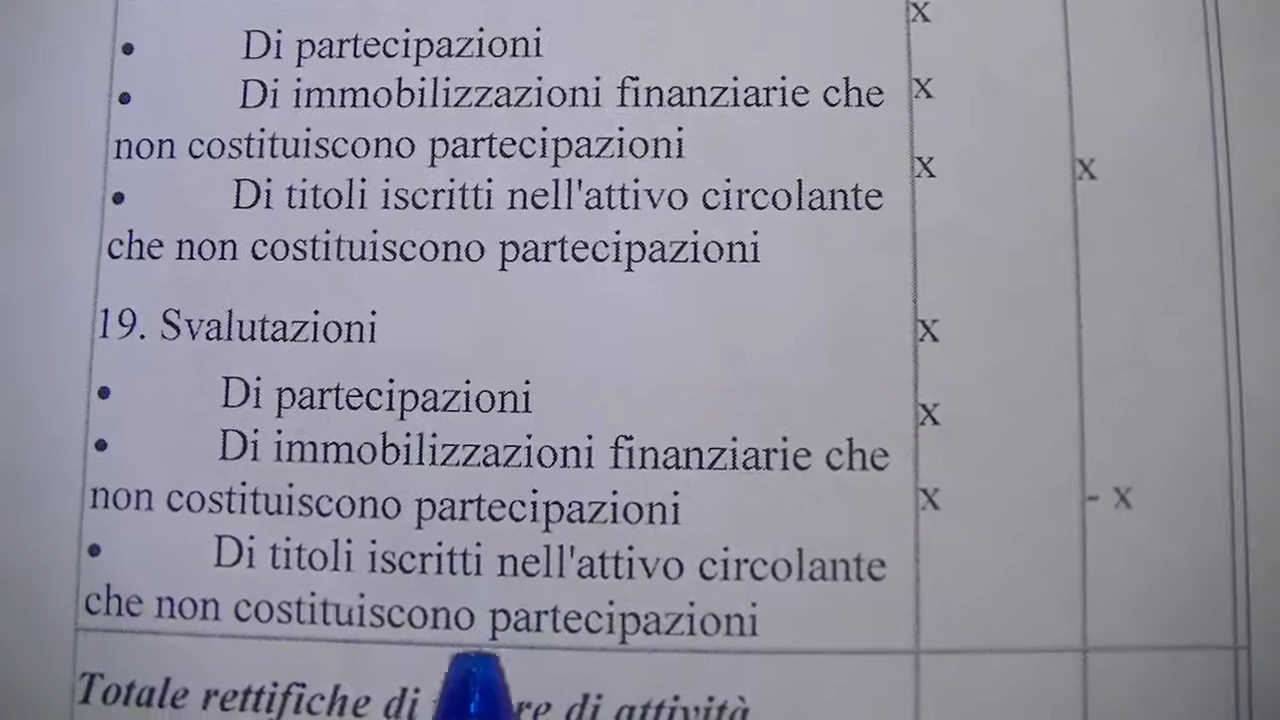 x
• Di partecipazioni
• Di immobilizzazioni finanziarie che x
non costituiscono partecipazioni
x x
• Di titoli iscritti nell'attivo circolante
che non costituiscono partecipazioni
19. Svalutazioni x
• Di partecipazioni
x
• Di immobilizzazioni finanziarie che
non costituiscono partecipazioni x - x
• Di titoli iscritti nell'attivo circolante
che non costituiscono partecipazioni
Totale rettifiche di re di attività